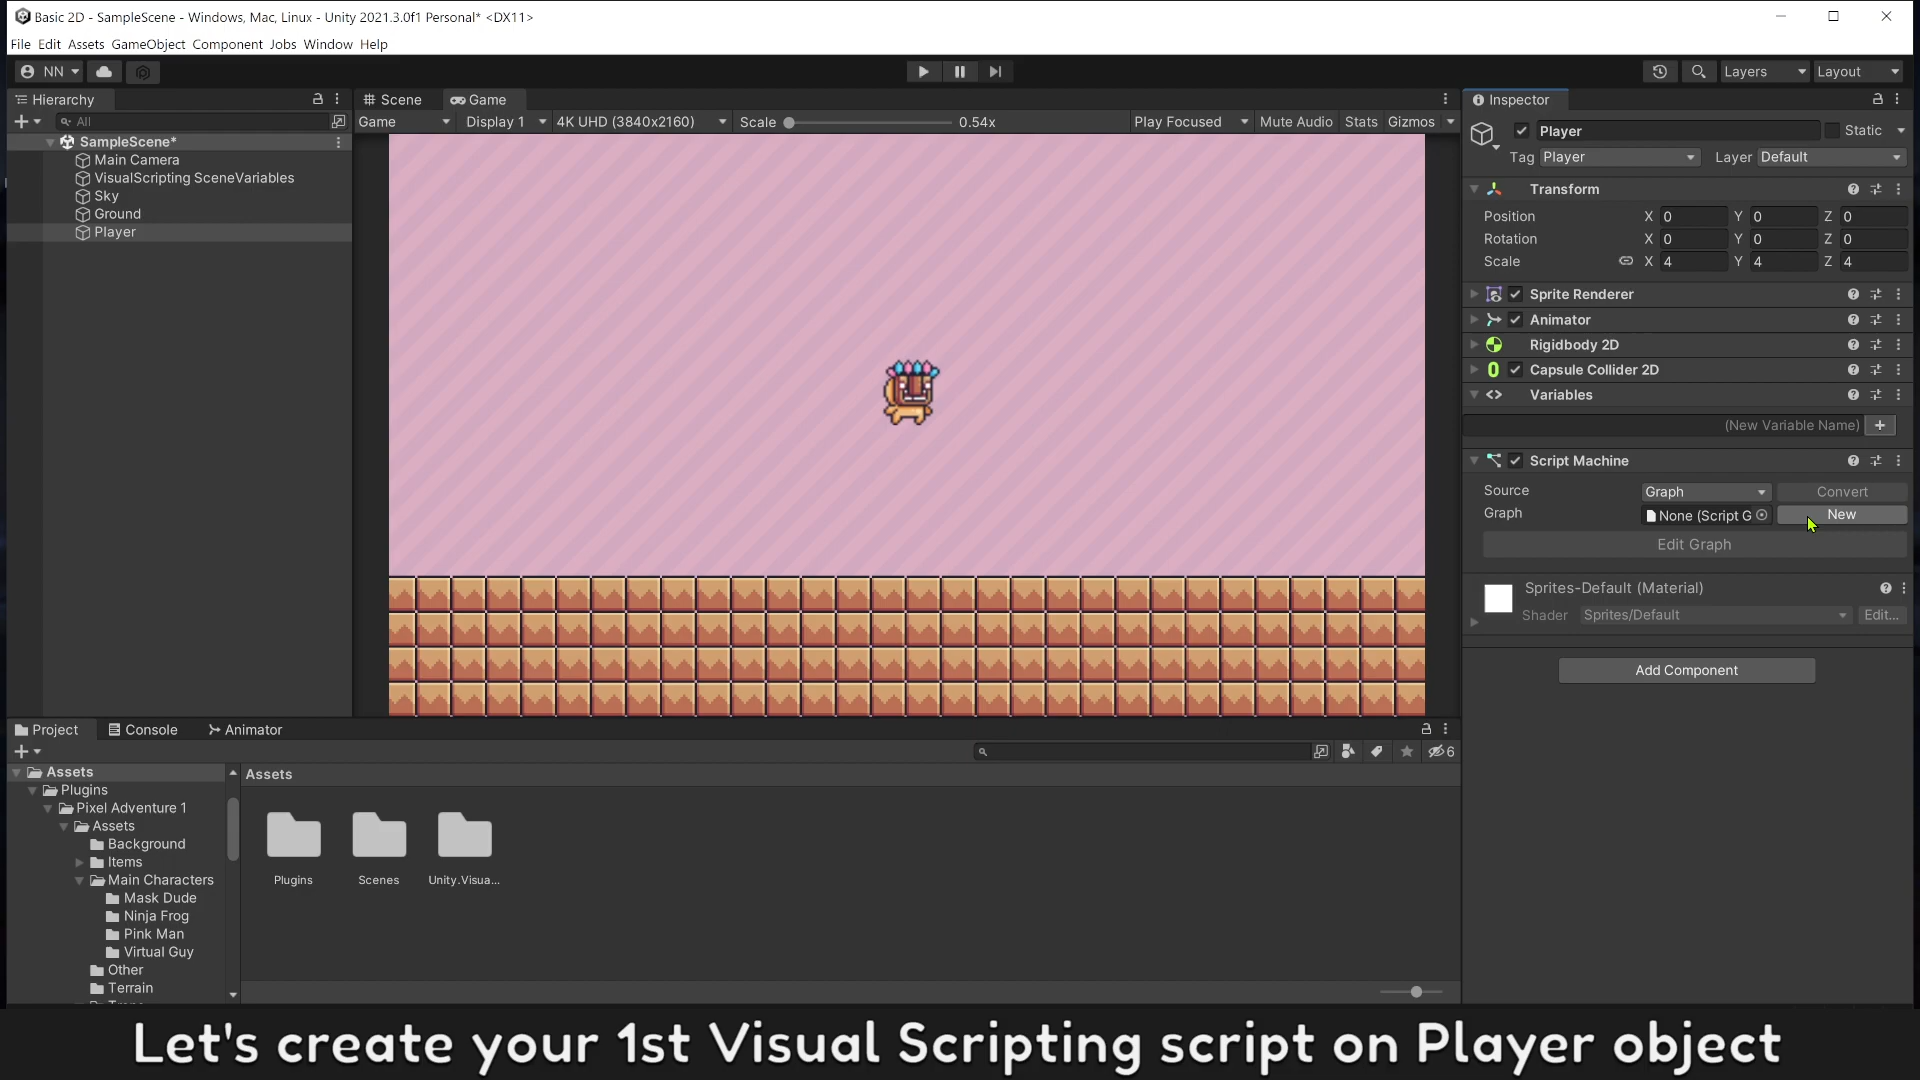 Basic 2D - SampleScene - Windows, Mac, Linux - Unity 2021.3.0f1 Personal* <DX11>
File Edit Assets GameObject Component Jobs Window Help
NN
Layers
Layout
Hierarchy
All
SampleScene*
Main Camera
VisualScripting SceneVariables
Sky
Ground
Player
Scene
Game
Game
Display 1
4K UHD (3840x2160)
Scale
0.54x
Play Focused
Mute Audio
Stats
Gizmos
Inspector
Player
Static
Tag Player
Layer Default
Transform
Position X 0 Y 0 Z 0
Rotation X 0 Y 0 Z 0
Scale X 4 Y 4 Z 4
Sprite Renderer
Animator
Rigidbody 2D
Capsule Collider 2D
Variables
(New Variable Name)
Script Machine
Source Graph Convert
Graph None (Script G New
Edit Graph
Sprites-Default (Material)
Shader Sprites/Default Edit...
Add Component
Project
Console
Animator
6
Assets
Plugins
Pixel Adventure 1
Assets
Background
Items
Main Characters
Mask Dude
Ninja Frog
Pink Man
Virtual Guy
Other
Terrain
Assets
Plugins
Scenes
Unity.Visua...
Let's create your 1st Visual Scripting script on Player object